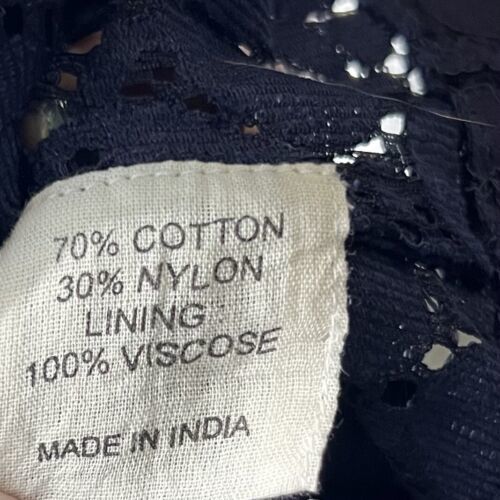 70% COTTON
30% NYLON
LINING
100% VISCOSE
MADE IN INDIA